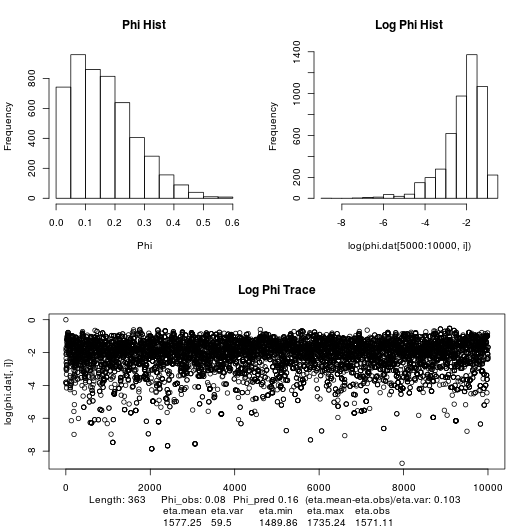 Phi Hist
Log Phi Hist
Frequency
0 200 400 600 800
0.0 0.1 0.2 0.3 0.4 0.5 0.6
Phi
Frequency
0 200 600 1000 1400
-8 -6 -4 -2
log(phi.dat[5000:10000, i])
Log Phi Trace
log(phi.dat[, i])
0 -2 -4 -6 -8
0 2000 4000 6000 8000 10000
Length: 363 Phi_obs: 0.08 Phi_pred 0.16 (eta.mean-eta.obs)/eta.var: 0.103
eta.mean eta.var eta.min eta.max eta.obs
1577.25 59.5 1489.86 1735.24 1571.11